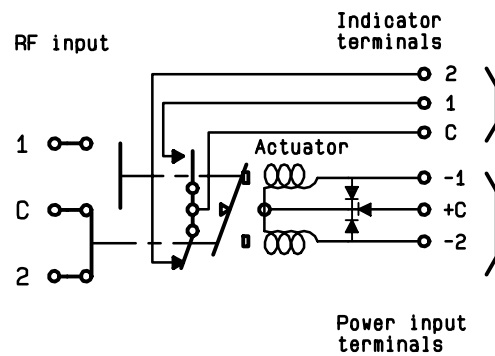 Indicator
terminals
RF input
2
1
C
1
Actuator
-1
C
+C
-2
2
Power input
terminals